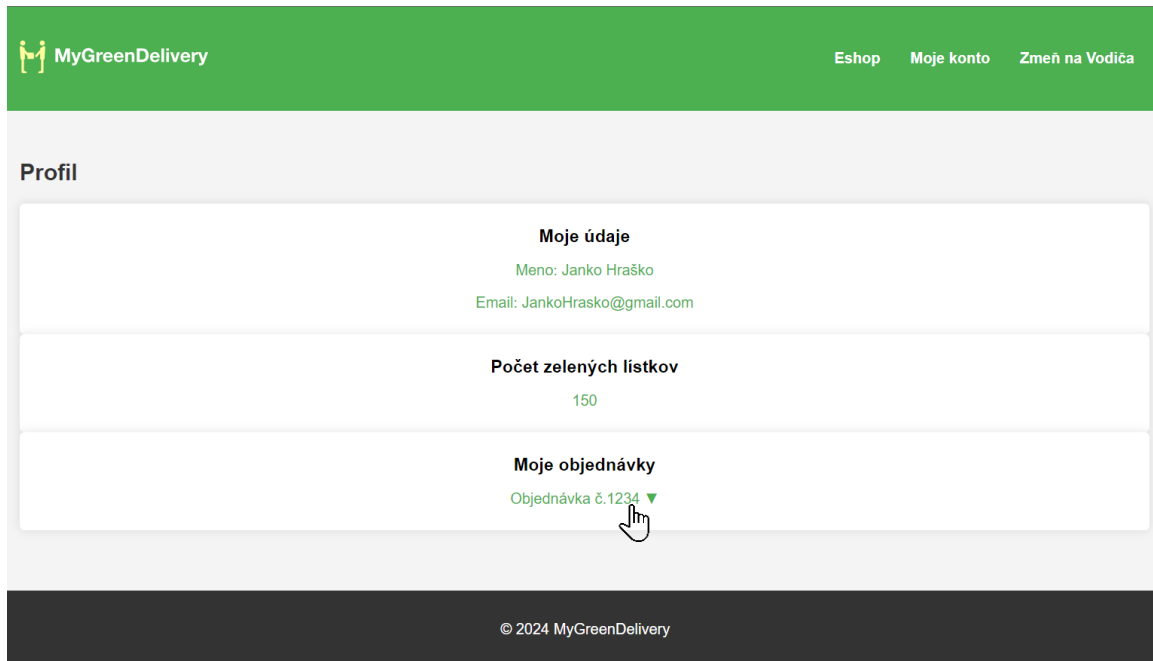 MyGreenDelivery
Eshop Moje konto Zmeň na Vodiča
Profil
Moje údaje
Meno: Janko Hraško
Email: JankoHrasko@gmail.com
Počet zelených lístkov
150
Moje objednávky
Objednávka č.1234 ▼
© 2024 MyGreenDelivery